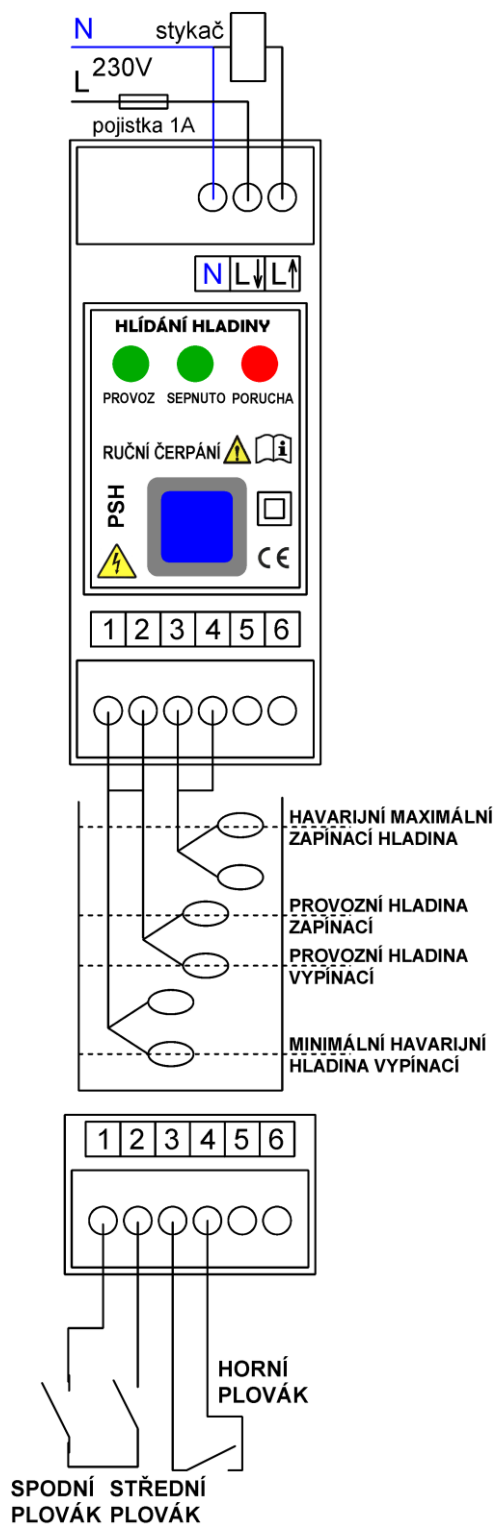 N
stykač
230V
L
pojistka 1A
N L↓ L↑
HLÍDÁNÍ HLADINY
PROVOZ SEPNUTO PORUCHA
RUČNÍ ČERPÁNÍ
PSH
CE
1 2 3 4 5 6
HAVARIJNÍ MAXIMÁLNÍ
ZAPÍNACÍ HLADINA
PROVOZNÍ HLADINA
ZAPÍNACÍ
PROVOZNÍ HLADINA
VYPÍNACÍ
MINIMÁLNÍ HAVARIJNÍ
HLADINA VYPÍNACÍ
1 2 3 4 5 6
HORNÍ
PLOVÁK
SPODNÍ
PLOVÁK
STŘEDNÍ
PLOVÁK